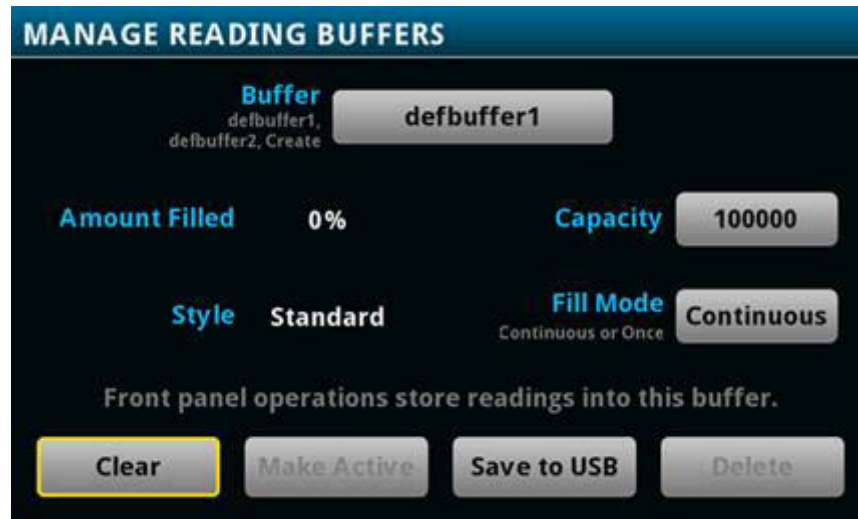 MANAGE READING BUFFERS
Buffer
defbuffer1,
defbuffer2, Create
defbuffer1
Amount Filled
0%
Capacity
100000
Style
Standard
Fill Mode
Continuous or Once
Continuous
Front panel operations store readings into this buffer.
Clear
Make Active
Save to USB
Delete